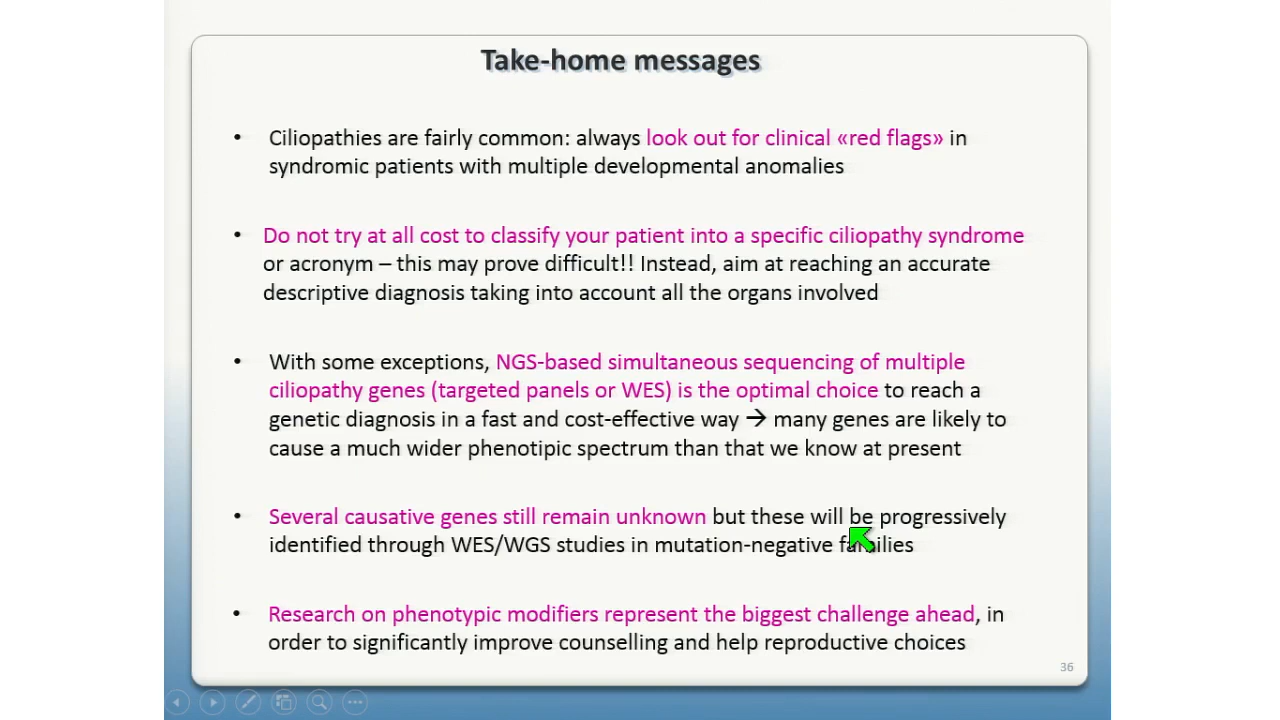 Take-home messages
• Ciliopathies are fairly common: always look out for clinical «red flags» in
syndromic patients with multiple developmental anomalies
• Do not try at all cost to classify your patient into a specific ciliopathy syndrome
or acronym – this may prove difficult!! Instead, aim at reaching an accurate
descriptive diagnosis taking into account all the organs involved
• With some exceptions, NGS-based simultaneous sequencing of multiple
ciliopathy genes (targeted panels or WES) is the optimal choice to reach a
genetic diagnosis in a fast and cost-effective way → many genes are likely to
cause a much wider phenotipic spectrum than that we know at present
• Several causative genes still remain unknown but these will be progressively
identified through WES/WGS studies in mutation-negative families
• Research on phenotypic modifiers represent the biggest challenge ahead, in
order to significantly improve counselling and help reproductive choices
36